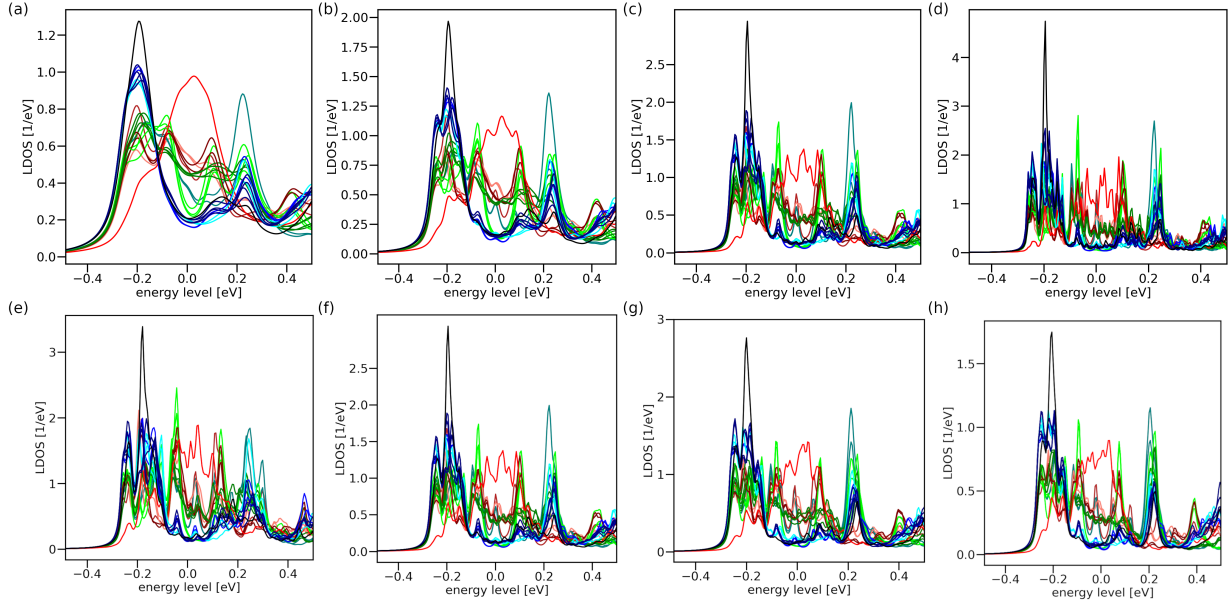 (a) (b) (c) (d)
LDOS [1/eV]
1.2
1.0
0.8
0.6
0.4
0.2
0.0
−0.4 −0.2 0.0 0.2 0.4
energy level [eV]
LDOS [1/eV]
2.00
1.75
1.50
1.25
1.00
0.75
0.50
0.25
0.00
−0.4 −0.2 0.0 0.2 0.4
energy level [eV]
LDOS [1/eV]
2.5
2.0
1.5
1.0
0.5
0.0
−0.4 −0.2 0.0 0.2 0.4
energy level [eV]
LDOS [1/eV]
4
3
2
1
0
−0.4 −0.2 0.0 0.2 0.4
energy level [eV]
(e) (f) (g) (h)
LDOS [1/eV]
3
2
1
0
−0.4 −0.2 0.0 0.2 0.4
energy level [eV]
LDOS [1/eV]
2.5
2.0
1.5
1.0
0.5
0.0
−0.4 −0.2 0.0 0.2 0.4
energy level [eV]
LDOS [1/eV]
3
2
1
0
−0.4 −0.2 0.0 0.2 0.4
energy level [eV]
LDOS [1/eV]
1.5
1.0
0.5
0.0
−0.4 −0.2 0.0 0.2 0.4
energy level [eV]